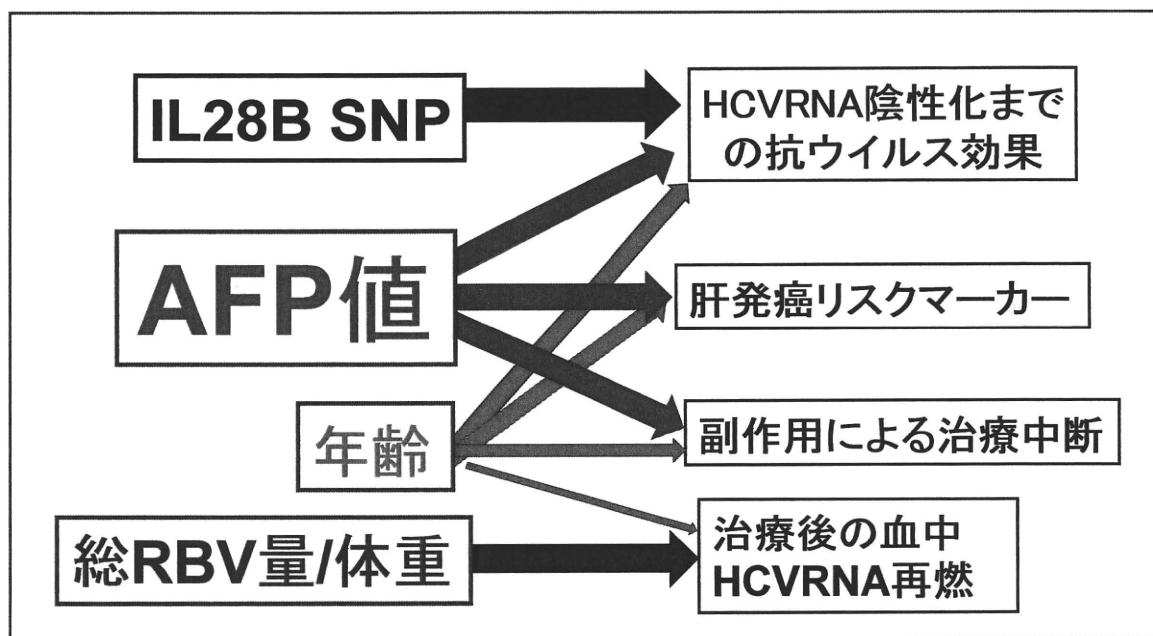 IL28B SNP
HCVRNA陰性化まで
の抗ウイルス効果
AFP値
肝発癌リスクマーカー
年齢
副作用による治療中断
総RBV量/体重
治療後の血中
HCVRNA再燃